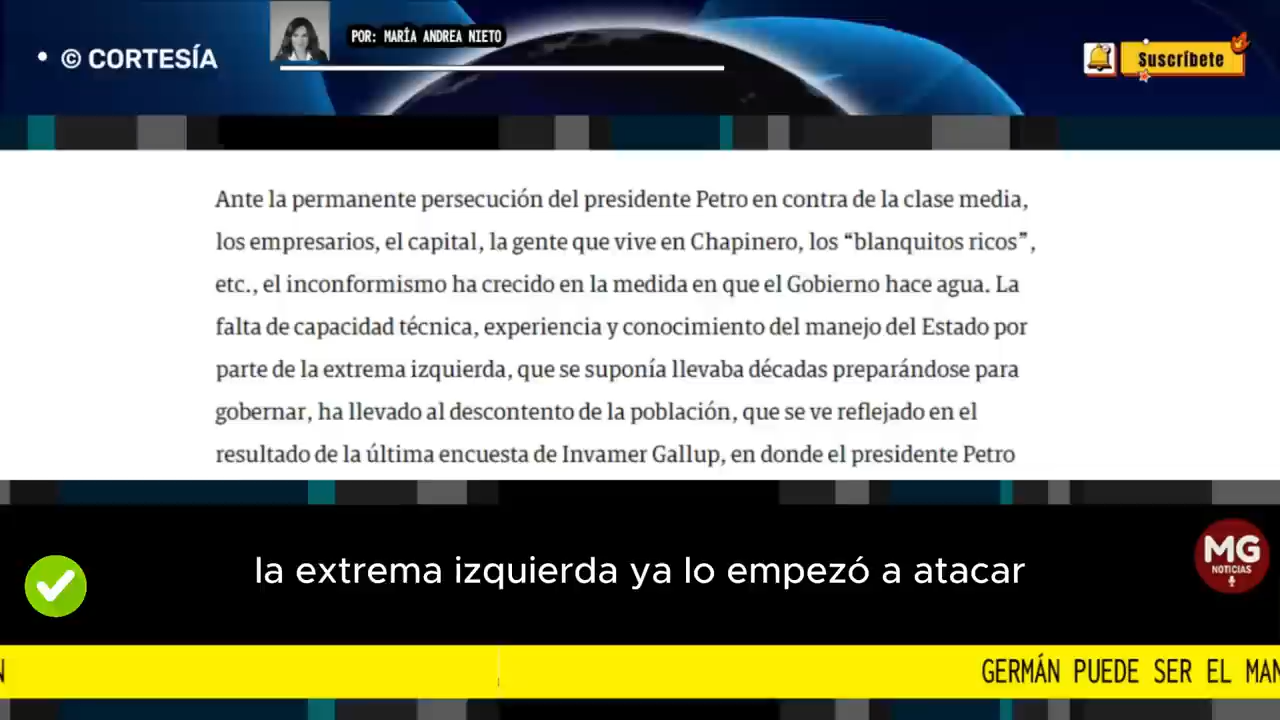 • © CORTESÍA
POR: MARÍA ANDREA NIETO
Suscríbete
Ante la permanente persecución del presidente Petro en contra de la clase media,
los empresarios, el capital, la gente que vive en Chapinero, los “blanquitos ricos”,
etc., el inconformismo ha crecido en la medida en que el Gobierno hace agua. La
falta de capacidad técnica, experiencia y conocimiento del manejo del Estado por
parte de la extrema izquierda, que se suponía llevaba décadas preparándose para
gobernar, ha llevado al descontento de la población, que se ve reflejado en el
resultado de la última encuesta de Invamer Gallup, en donde el presidente Petro
la extrema izquierda ya lo empezó a atacar
MG
NOTICIAS
GERMÁN PUEDE SER EL